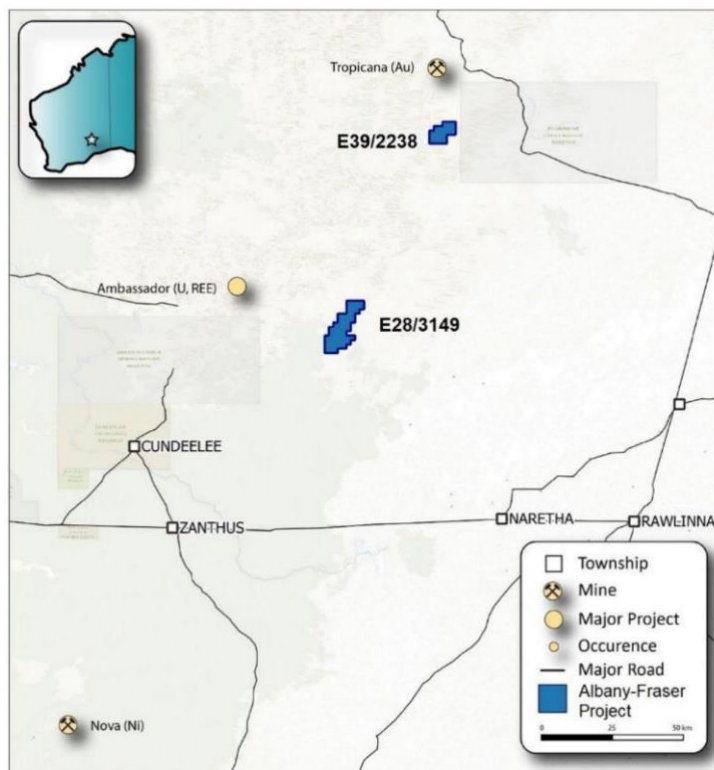 Tropicana (Au)
E39/2238
Ambassador (U, REE)
E28/3149
CUNDEELEE
ZANTHUS
NARETHA
RAWLINNA
Nova (Ni)
Township
Mine
Major Project
Occurence
Major Road
Albany-Fraser
Project
0 25 50 km